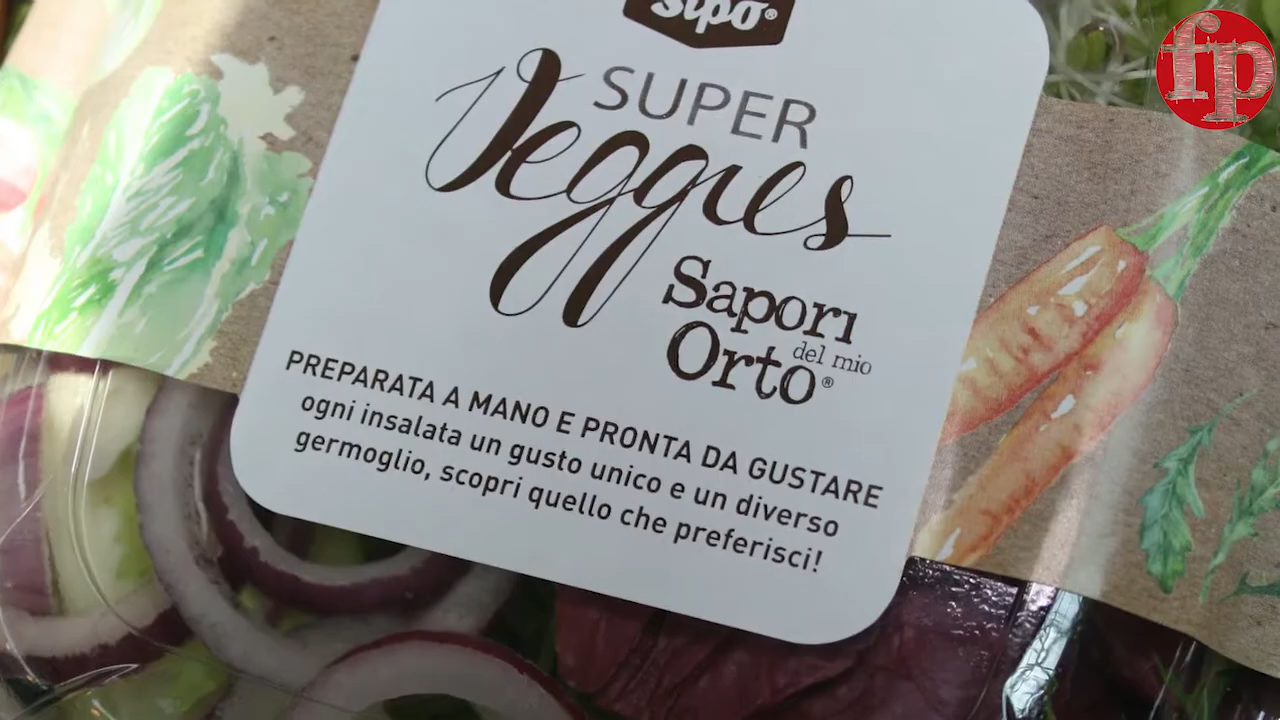 sipo®
SUPER
Veggies
Sapori
del mio
Orto®
PREPARATA A MANO E PRONTA DA GUSTARE
ogni insalata un gusto unico e un diverso
germoglio, scopri quello che preferisci!
fp